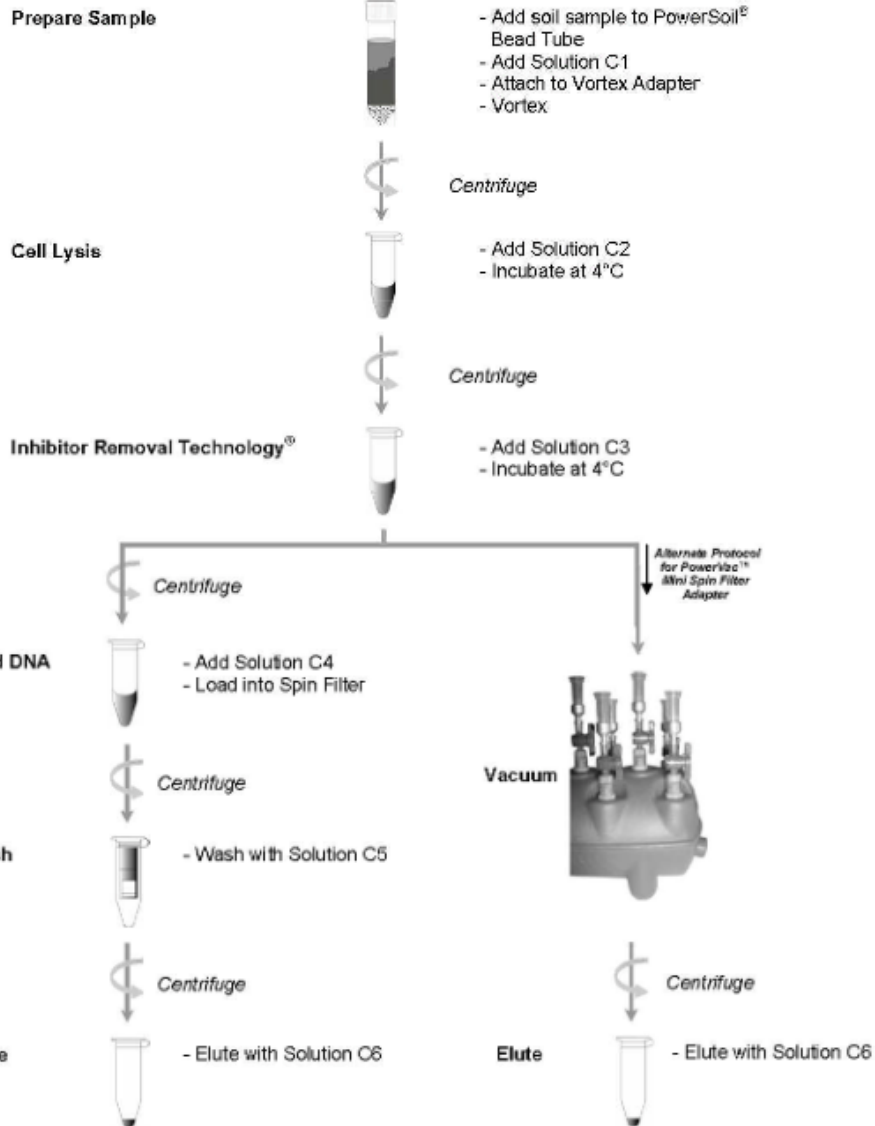 Prepare Sample
- Add soil sample to PowerSoil®
Bead Tube
- Add Solution C1
- Attach to Vortex Adapter
- Vortex
Centrifuge
Cell Lysis
- Add Solution C2
- Incubate at 4°C
Centrifuge
Inhibitor Removal Technology®
- Add Solution C3
- Incubate at 4°C
Centrifuge
Alternate Protocol
for PowerVac™
Mini Spin Filter
Adapter
DNA
- Add Solution C4
- Load into Spin Filter
Centrifuge
Vacuum
- Wash with Solution C5
Centrifuge
Centrifuge
- Elute with Solution C6
Elute
- Elute with Solution C6